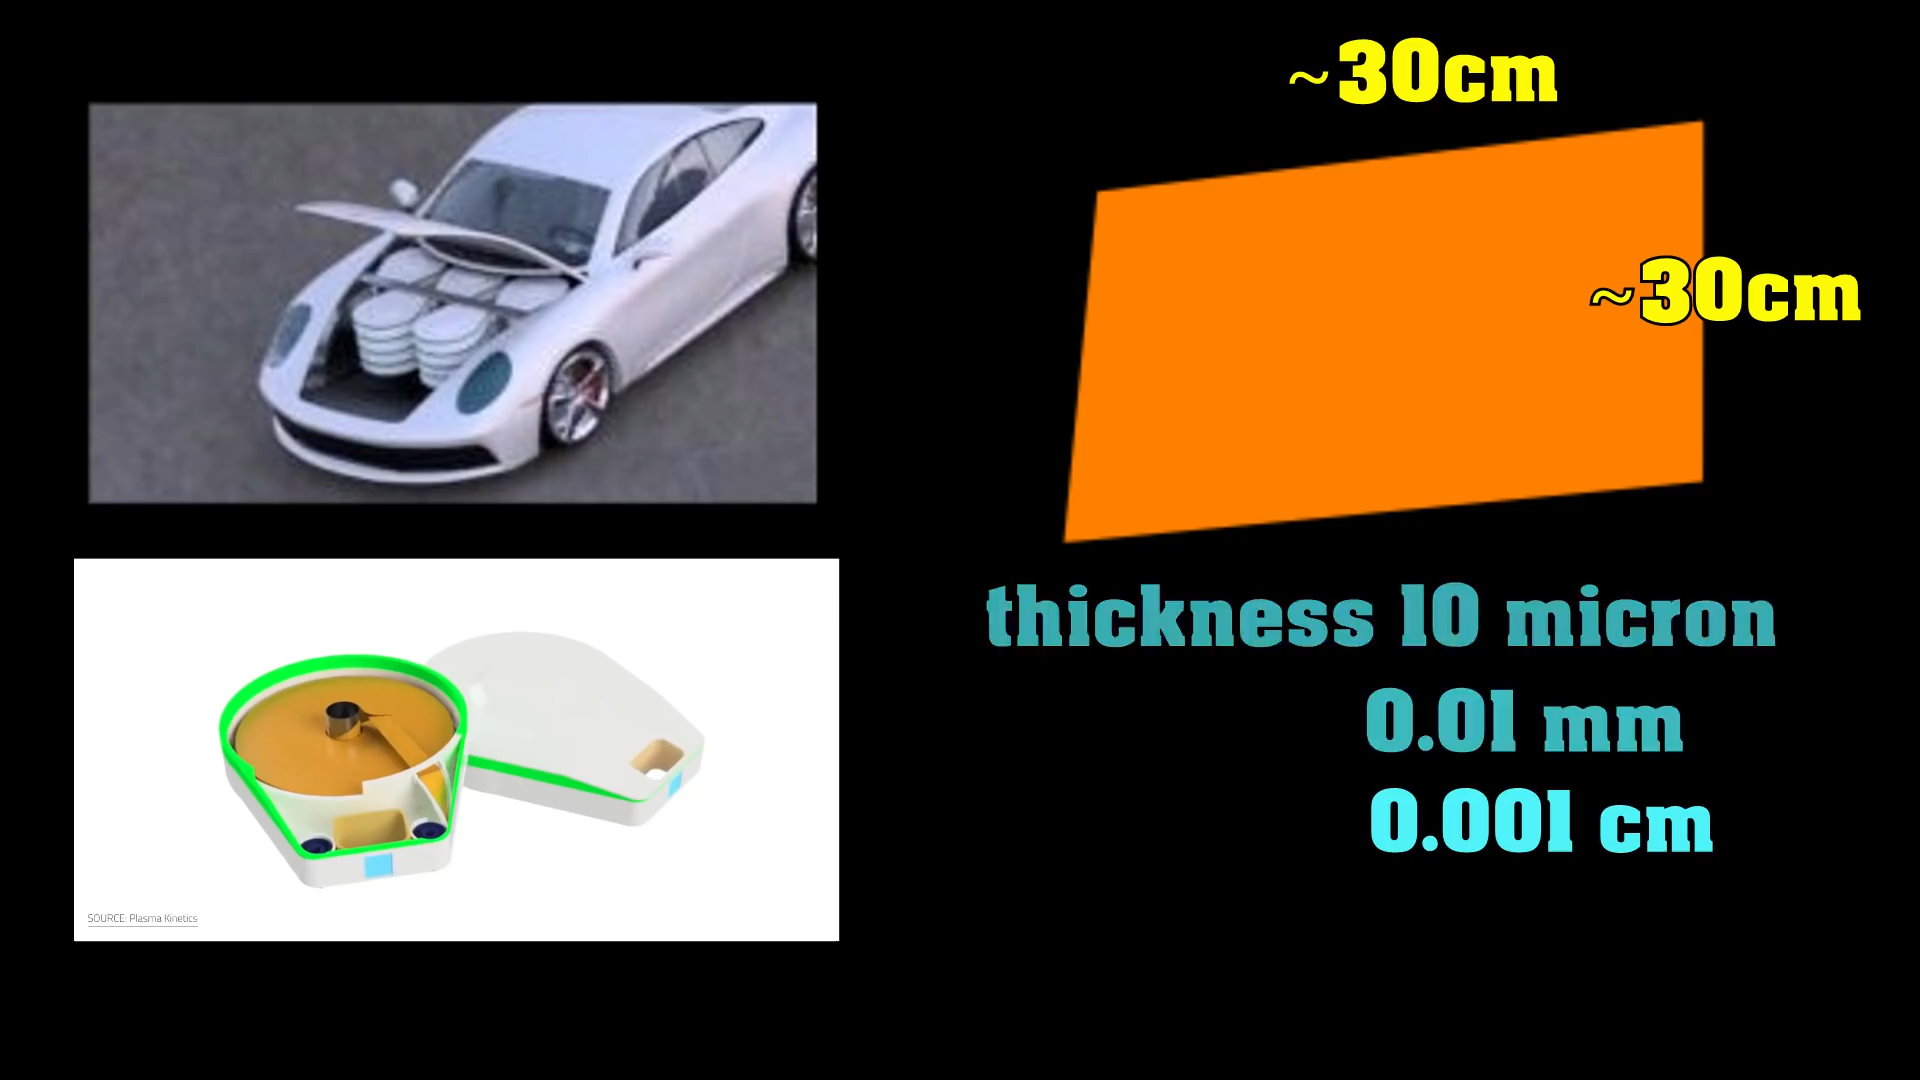 ~30cm
~30cm
thickness 10 micron
0.01 mm
0.001 cm
SOURCE: Plasma Kinetics